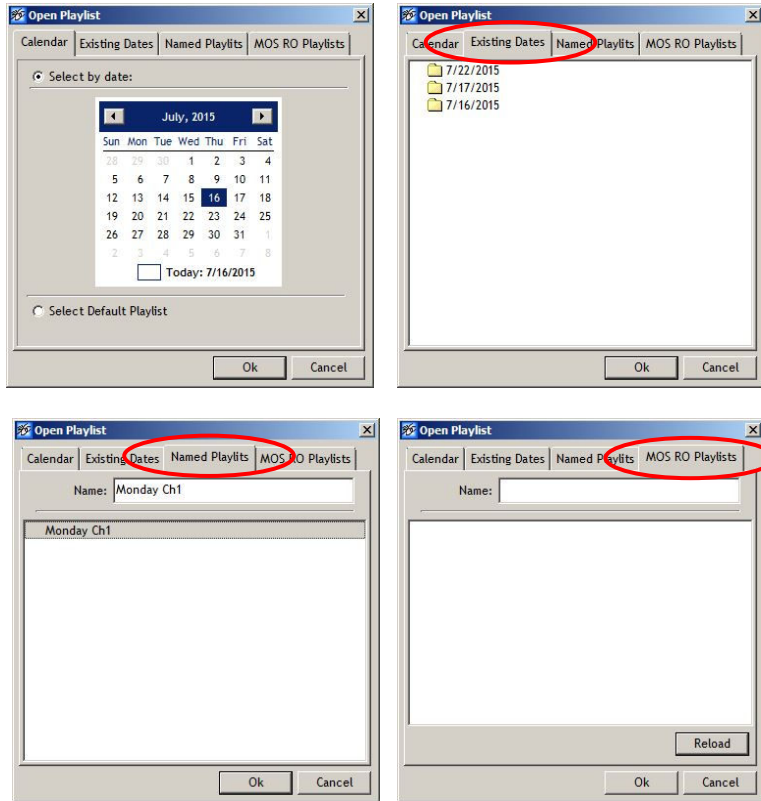 Open Playlist
Calendar Existing Dates Named Playlits MOS RO Playlists
Select by date:
July, 2015
Sun Mon Tue Wed Thu Fri Sat
28 29 30 1 2 3 4
5 6 7 8 9 10 11
12 13 14 15 16 17 18
19 20 21 22 23 24 25
26 27 28 29 30 31 1
2 3 4 5 6 7 8
Today: 7/16/2015
Select Default Playlist
Ok Cancel
Open Playlist
Calendar Existing Dates Named Playlits MOS RO Playlists
7/22/2015
7/17/2015
7/16/2015
Ok Cancel
Open Playlist
Calendar Existing Dates Named Playlits MOS RO Playlists
Name: Monday Ch1
Monday Ch1
Ok Cancel
Open Playlist
Calendar Existing Dates Named Playlits MOS RO Playlists
Name:
Reload
Ok Cancel